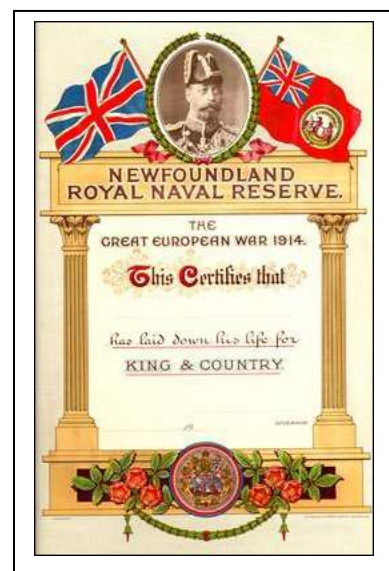 NEWFOUNDLAND
ROYAL NAVAL RESERVE.
THE
GREAT EUROPEAN WAR 1914.
This Certifies that
has laid down his life for
KING & COUNTRY.
19
GOVERNOR